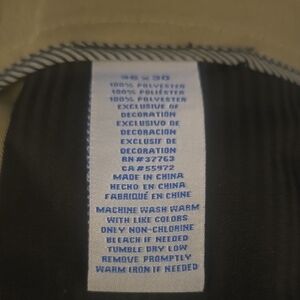 36 x 30
100% POLYESTER
100% POLIÉSTER
100% POLYESTER
EXCLUSIVE OF
DECORATION
EXCLUSIVO DE
DECORACIÓN
EXCLUSIF DE
DECORATION
RN # 37763
CA # 55972
MADE IN CHINA
HECHO EN CHINA
FABRIQUÉ EN CHINE
MACHINE WASH WARM
WITH LIKE COLORS
ONLY NON-CHLORINE
BLEACH IF NEEDED
TUMBLE DRY LOW
REMOVE PROMPTLY
WARM IRON IF NEEDED